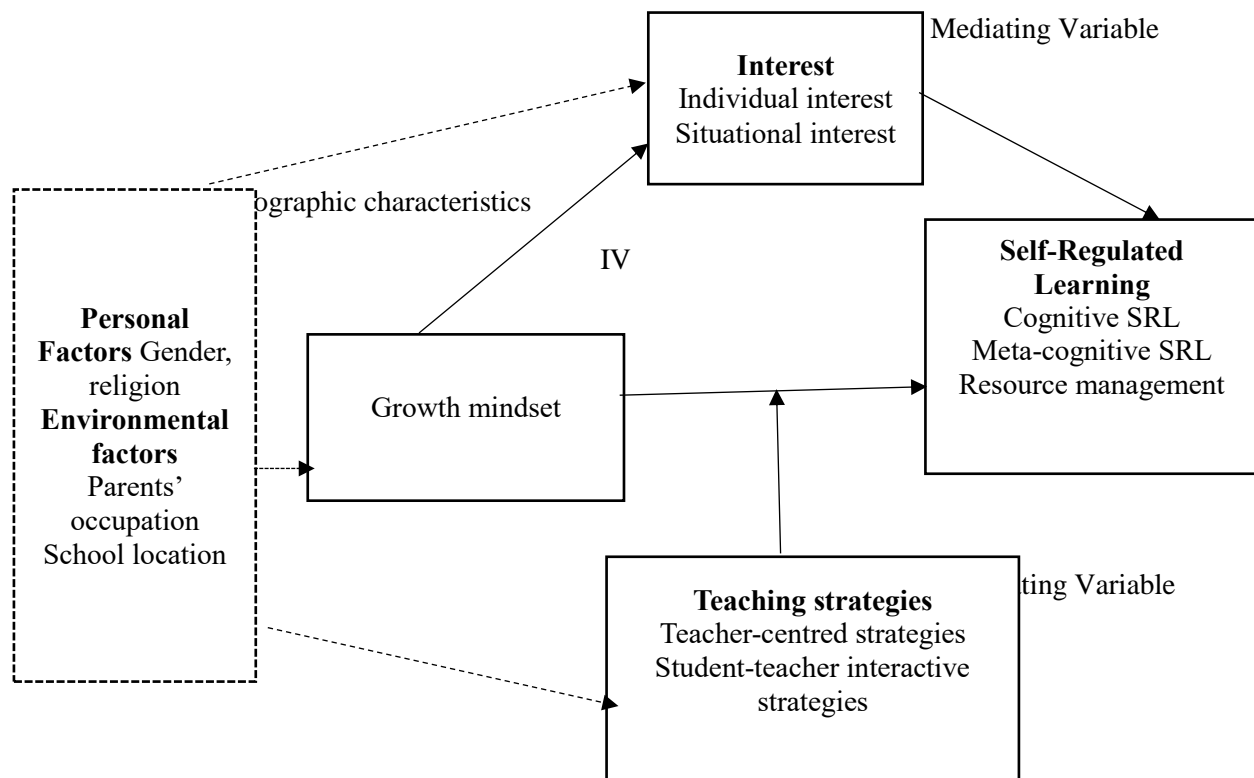 Mediating Variable
Interest
Individual interest
Situational interest
ographic characteristics
IV
Self-Regulated
Learning
Cognitive SRL
Meta-cognitive SRL
Resource management
Personal
Factors Gender,
religion
Environmental
factors
Parents’
occupation
School location
Growth mindset
ating Variable
Teaching strategies
Teacher-centred strategies
Student-teacher interactive
strategies